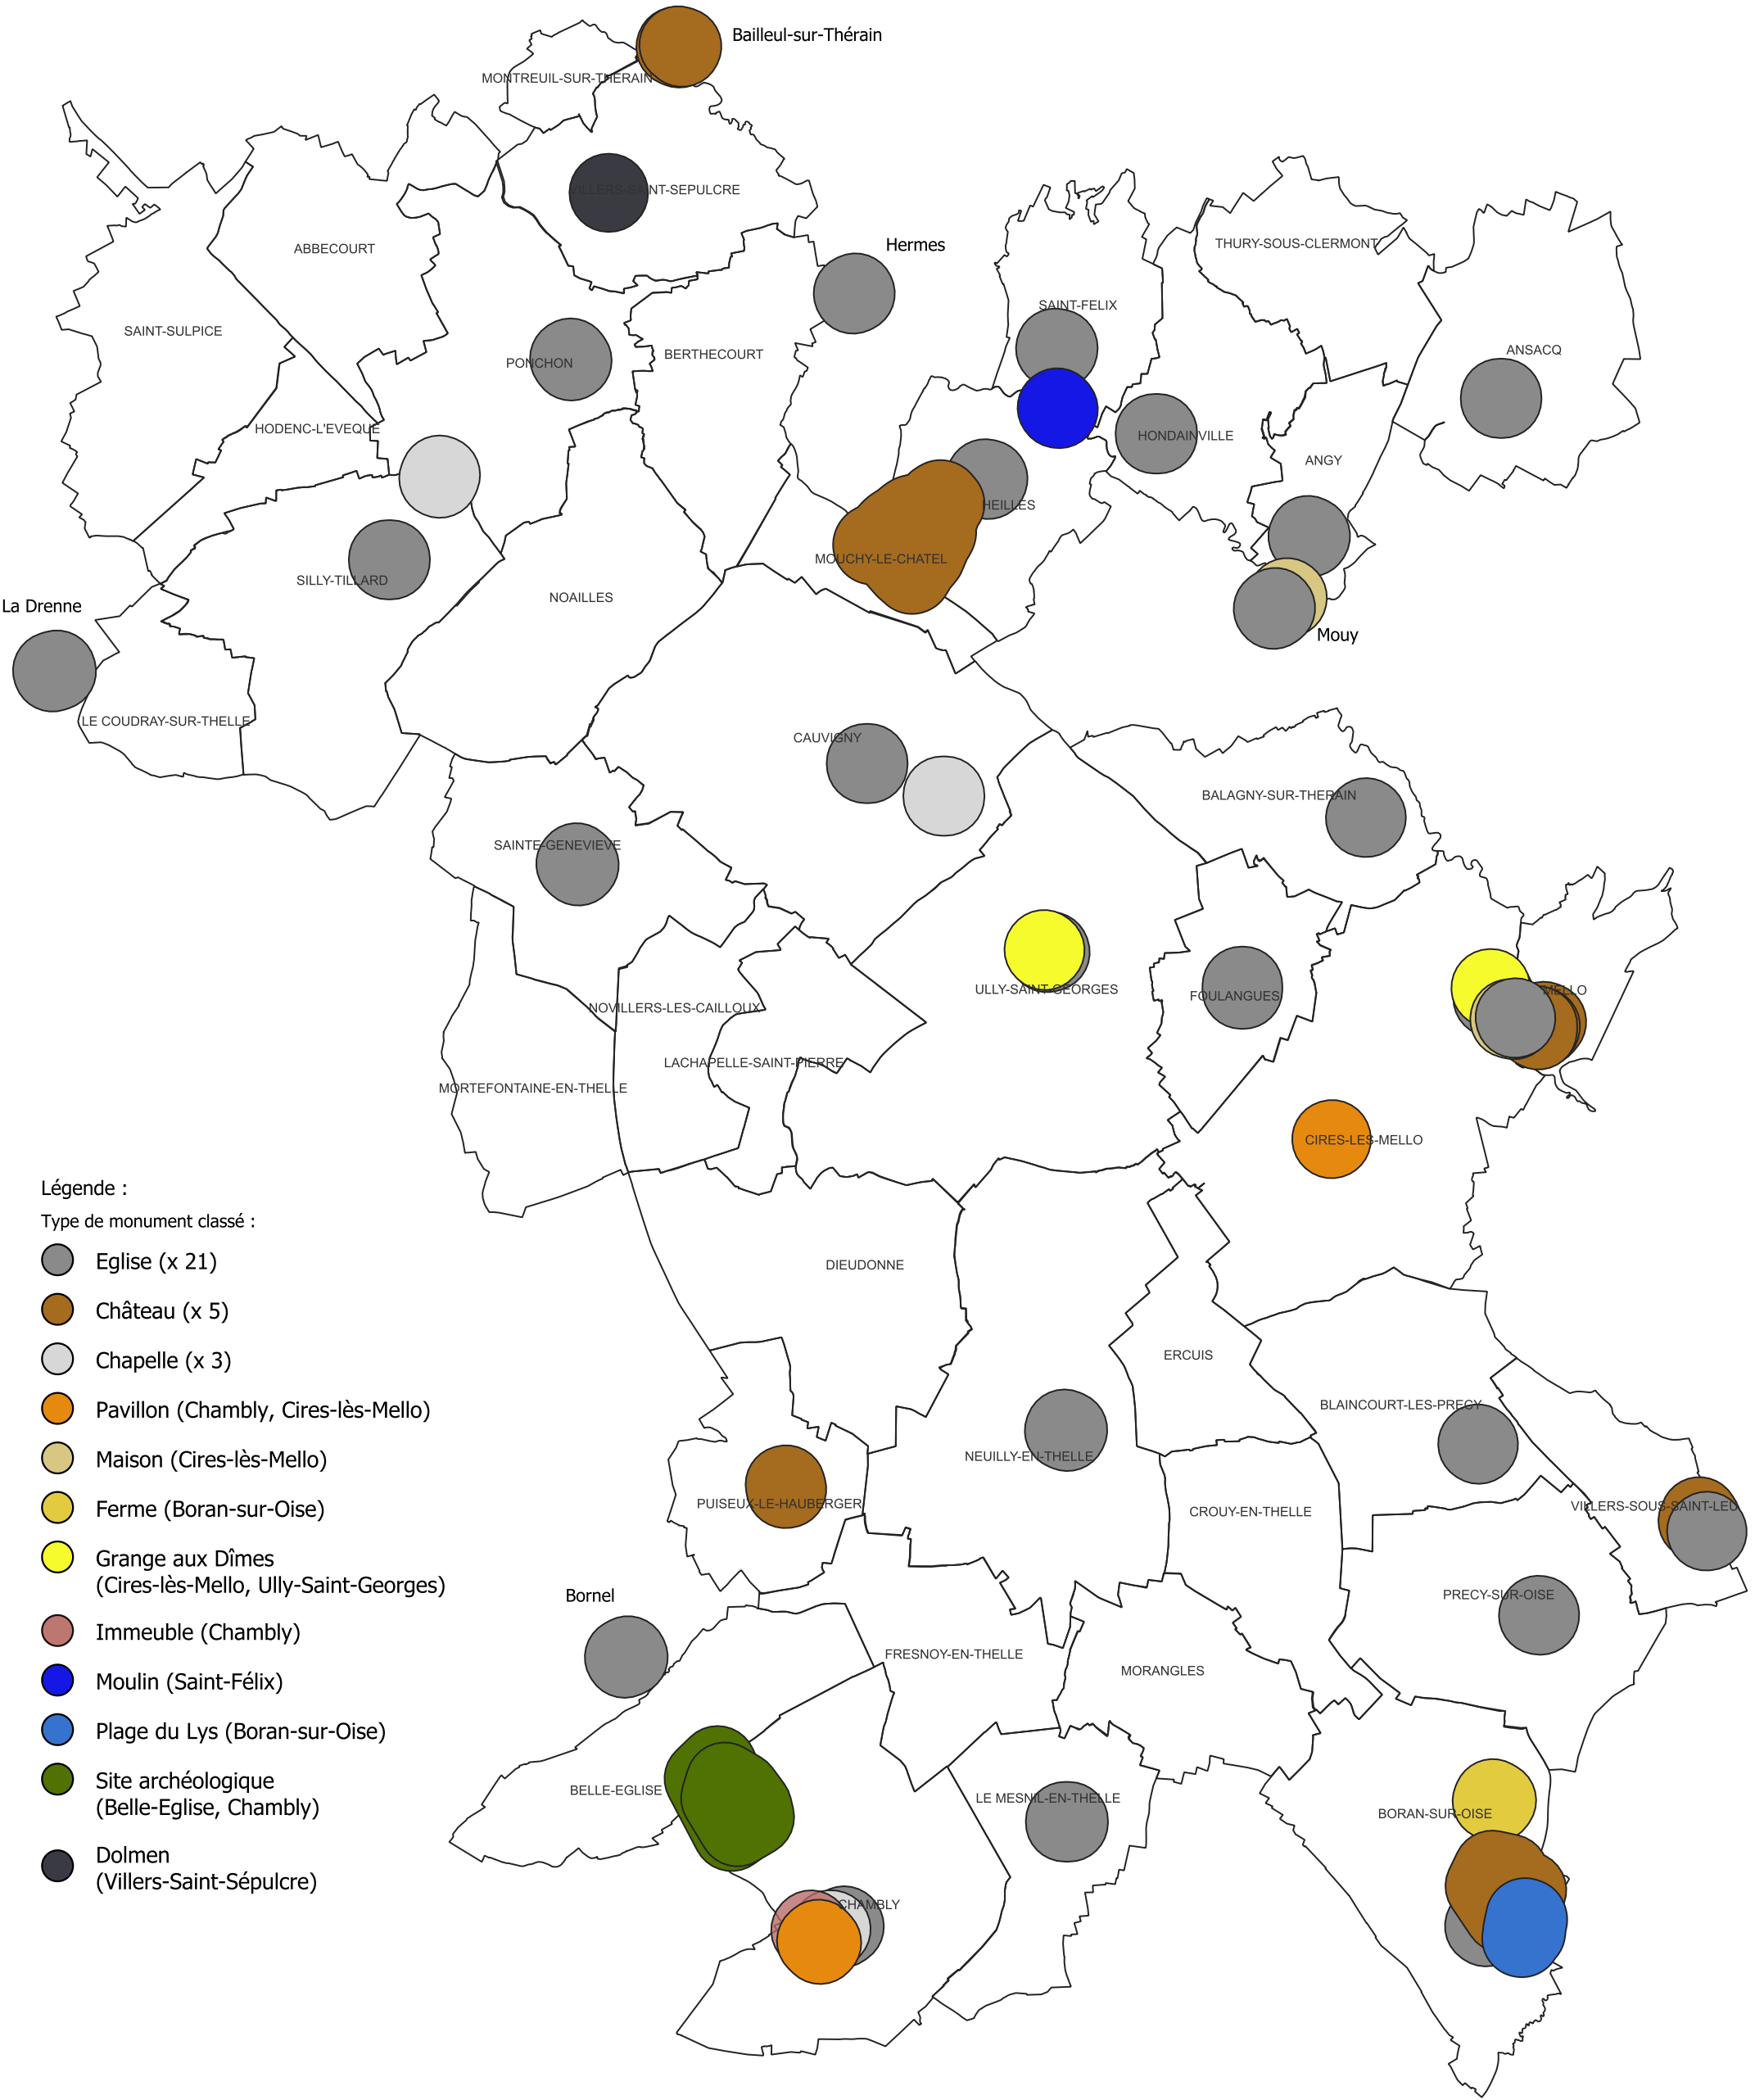 Bailleul-sur-Thérain
MONTREUIL-SUR-THERAIN
VILLERS-SAINT-SEPULCRE
Hermes
THURY-SOUS-CLERMONT
ABBECOURT
SAINT-FELIX
SAINT-SULPICE
ANSACQ
BERTHECOURT
PONCHON
HODENC-L'EVEQUE
HONDAINVILLE
ANGY
HEILLES
MOUCHY-LE-CHATEL
SILLY-TILLARD
NOAILLES
La Drenne
Mouy
LE COUDRAY-SUR-THELLE
CAUVIGNY
BALAGNY-SUR-THERAIN
SAINTE-GENEVIEVE
ULLY-SAINT-GEORGES
MELLO
FOULANGUES
NOVILLERS-LES-CAILLOUX
LACHAPELLE-SAINT-PIERRE
MORTEFONTAINE-EN-THELLE
CIRES-LES-MELLO
DIEUDONNE
ERCUIS
BLAINCOURT-LES-PRECY
NEUILLY-EN-THELLE
PUISEUX-LE-HAUBERGER
CROUY-EN-THELLE
VILLERS-SOUS-SAINT-LEU
Bornel
PRECY-SUR-OISE
FRESNOY-EN-THELLE
MORANGLES
BELLE-EGLISE
LE MESNIL-EN-THELLE
BORAN-SUR-OISE
CHAMBLY
Légende :
Type de monument classé :
Eglise (x 21)
Château (x 5)
Chapelle (x 3)
Pavillon (Chambly, Cires-lès-Mello)
Maison (Cires-lès-Mello)
Ferme (Boran-sur-Oise)
Grange aux Dîmes
(Cires-lès-Mello, Ully-Saint-Georges)
Immeuble (Chambly)
Moulin (Saint-Félix)
Plage du Lys (Boran-sur-Oise)
Site archéologique
(Belle-Eglise, Chambly)
Dolmen
(Villers-Saint-Sépulcre)